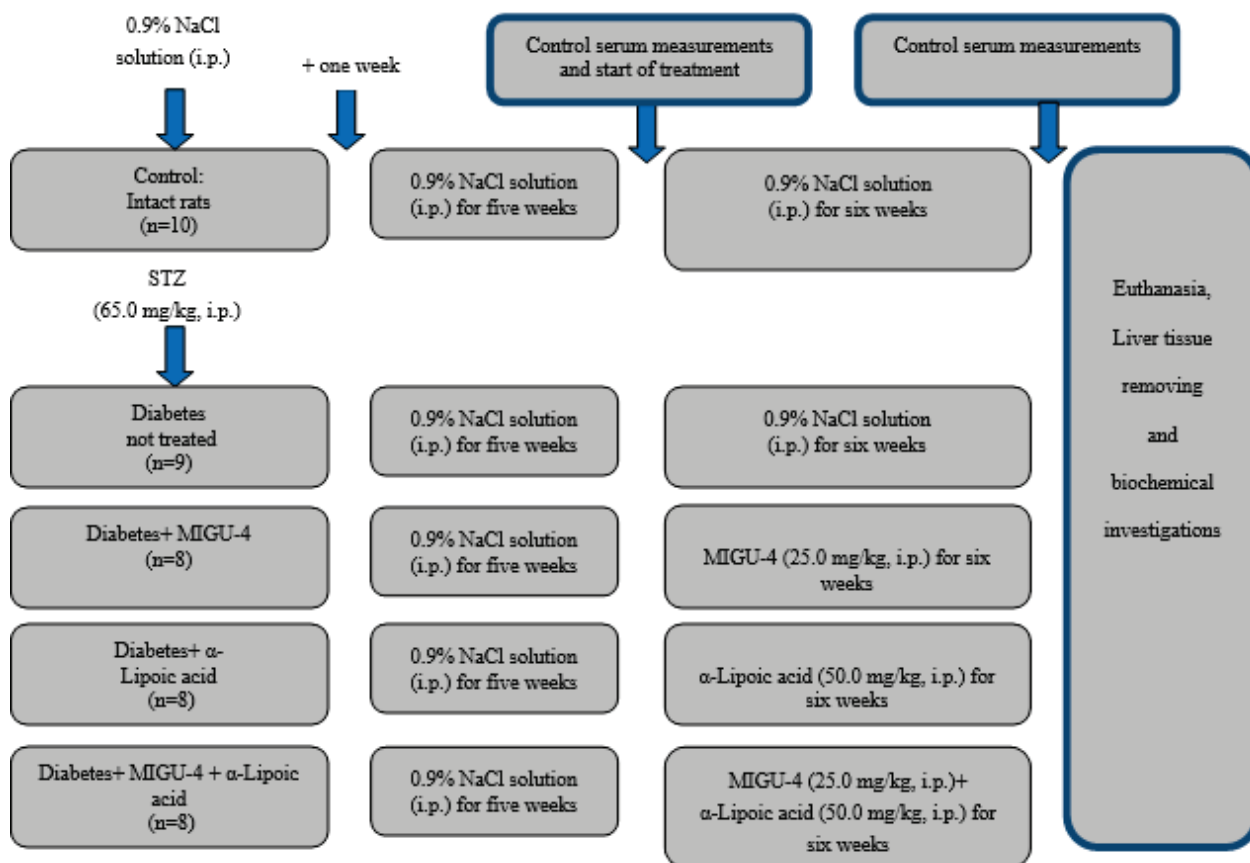 0.9% NaCl
solution (i.p.)
+ one week
Control serum measurements
and start of treatment
Control serum measurements
Control:
Intact rats
(n=10)
0.9% NaCl solution
(i.p.) for five weeks
0.9% NaCl solution
(i.p.) for six weeks
STZ
(65.0 mg/kg, i.p.)
Diabetes
not treated
(n=9)
0.9% NaCl solution
(i.p.) for five weeks
0.9% NaCl solution
(i.p.) for six weeks
Diabetes+ MIGU-4
(n=8)
0.9% NaCl solution
(i.p.) for five weeks
MIGU-4 (25.0 mg/kg, i.p.) for six
weeks
Diabetes+ α-
Lipoic acid
(n=8)
0.9% NaCl solution
(i.p.) for five weeks
α-Lipoic acid (50.0 mg/kg, i.p.) for
six weeks
Diabetes+ MIGU-4 + α-Lipoic
acid
(n=8)
0.9% NaCl solution
(i.p.) for five weeks
MIGU-4 (25.0 mg/kg, i.p.)+
α-Lipoic acid (50.0 mg/kg, i.p.) for
six weeks
Euthanasia,
Liver tissue
removing
and
biochemical
investigations